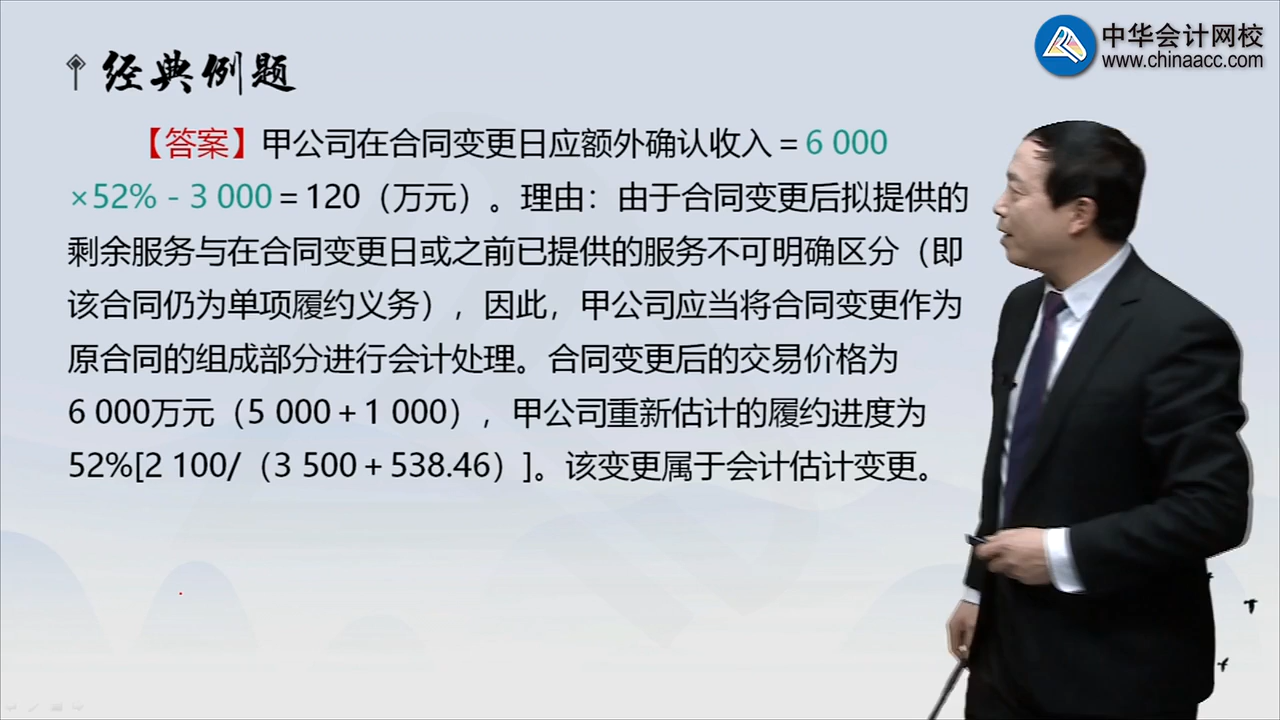 中华会计网校
www.chinaacc.com
经典例题
【答案】甲公司在合同变更日应额外确认收入＝6 000
×52%－3 000＝120（万元）。理由：由于合同变更后拟提供的
剩余服务与在合同变更日或之前已提供的服务不可明确区分（即
该合同仍为单项履约义务），因此，甲公司应当将合同变更作为
原合同的组成部分进行会计处理。合同变更后的交易价格为
6 000万元（5 000＋1 000），甲公司重新估计的履约进度为
52%[2 100/（3 500＋538.46）]。该变更属于会计估计变更。